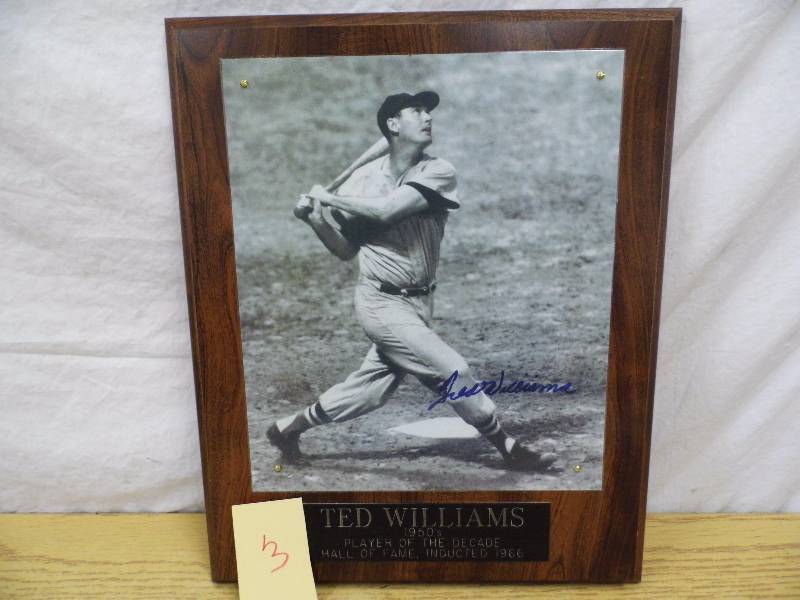 Ted Williams
TED WILLIAMS
1950's
PLAYER OF THE DECADE
HALL OF FAME, INDUCTED 1966
3